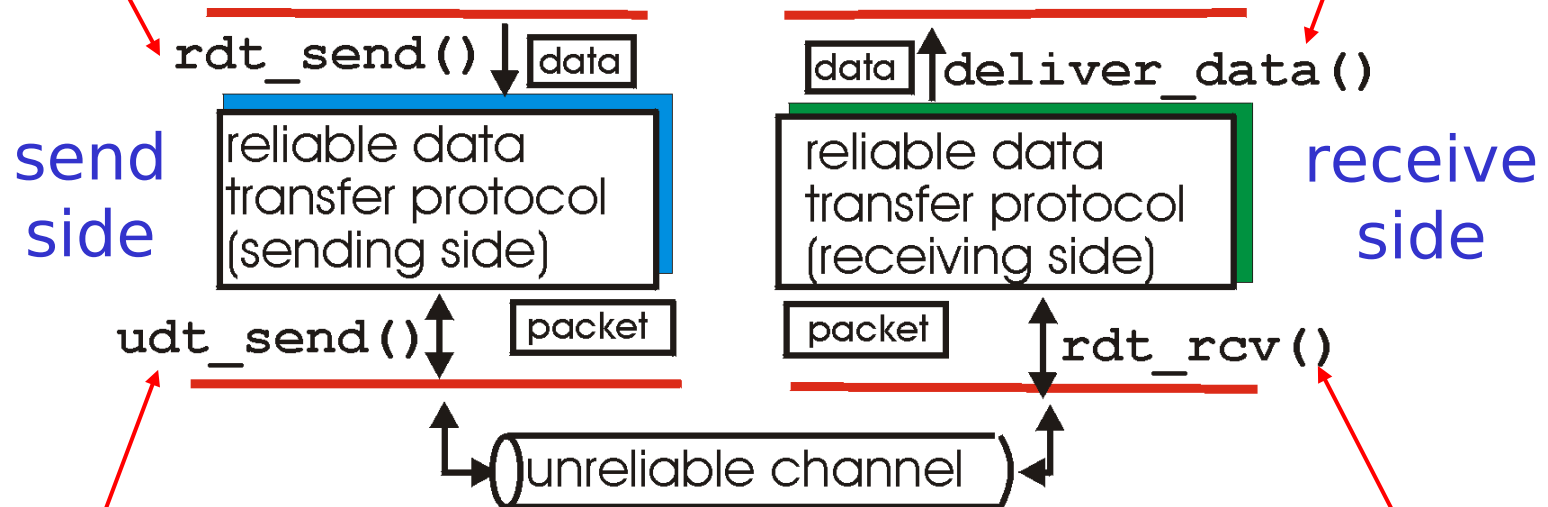 rdt_send()
data
data
deliver_data()
send
side
reliable data
transfer protocol
(sending side)
reliable data
transfer protocol
(receiving side)
receive
side
udt_send()
packet
packet
rdt_rcv()
unreliable channel